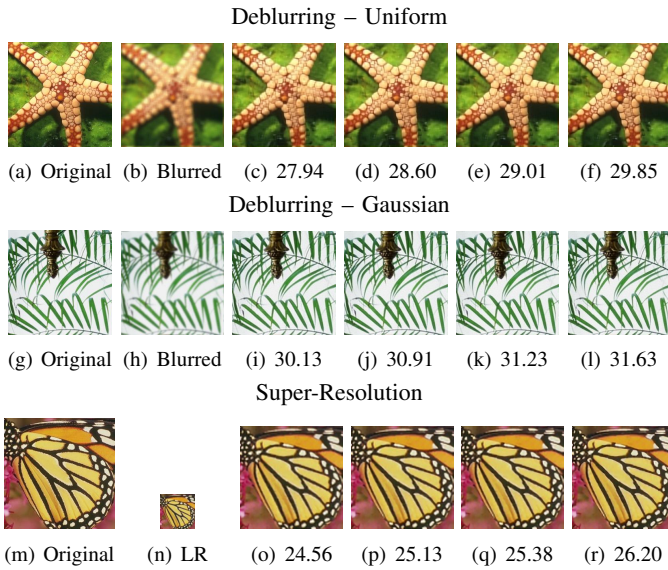 Deblurring – Uniform
(a) Original (b) Blurred (c) 27.94 (d) 28.60 (e) 29.01 (f) 29.85
Deblurring – Gaussian
(g) Original (h) Blurred (i) 30.13 (j) 30.91 (k) 31.23 (l) 31.63
Super-Resolution
(m) Original (n) LR (o) 24.56 (p) 25.13 (q) 25.38 (r) 26.20